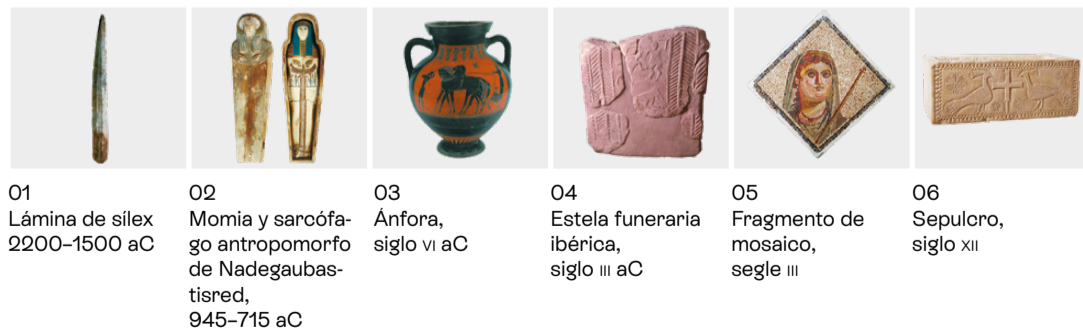 01
Lámina de sílex
2200–1500 aC
02
Momia y sarcófa-
go antropomorfo
de Nadegaubas-
tisred,
945–715 aC
03
Ánfora,
siglo VI aC
04
Estela funeraria
ibérica,
siglo III aC
05
Fragmento de
mosaico,
segle III
06
Sepulcro,
siglo XII